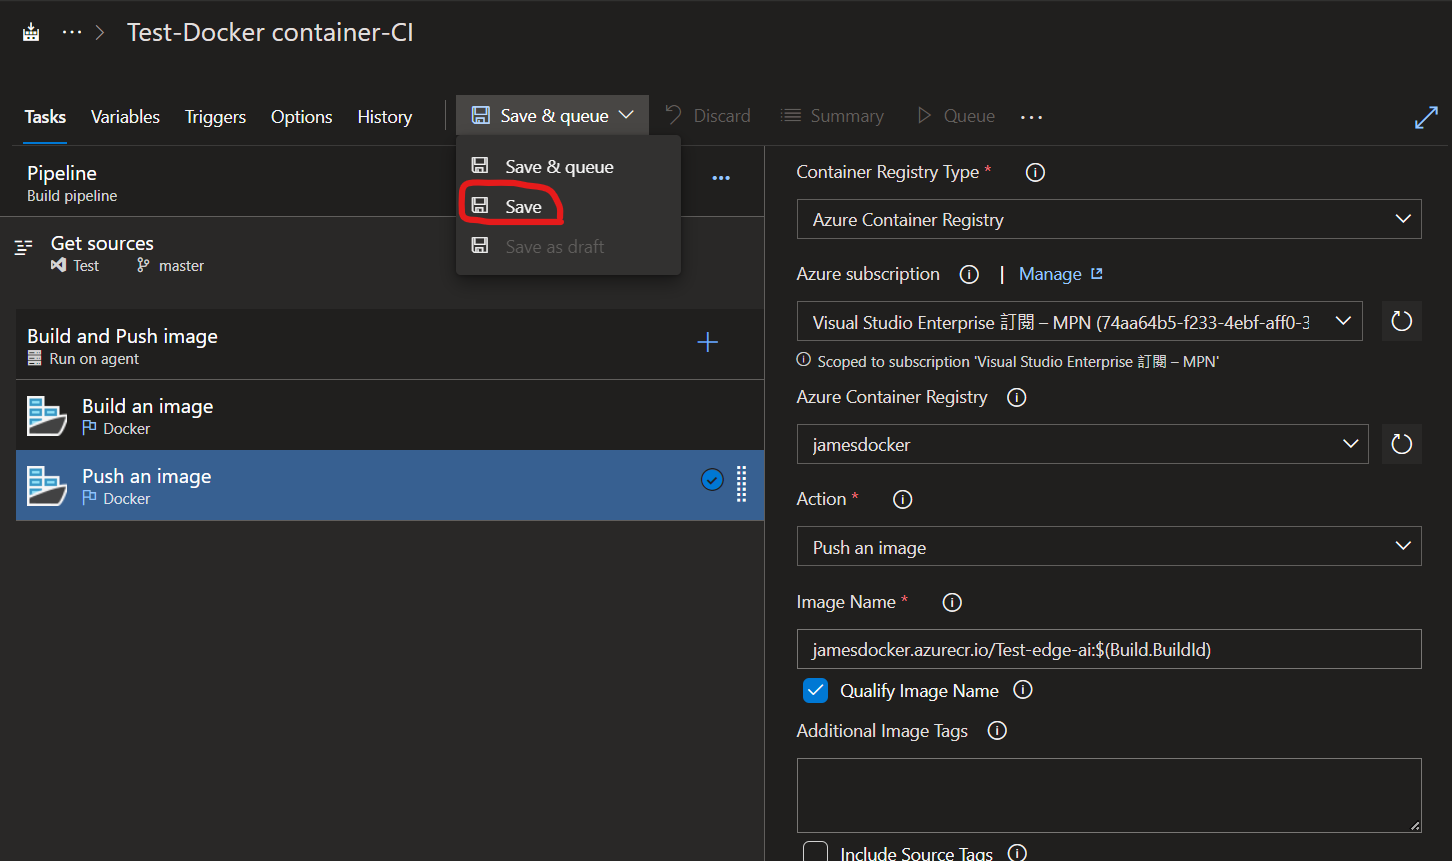 Test-Docker container-CI
Tasks Variables Triggers Options History Save & queue Discard Summary Queue
Save & queue
Save
Save as draft
Pipeline
Build pipeline
Get sources
Test master
Build and Push image
Run on agent
Build an image
Docker
Push an image
Docker
Container Registry Type *
Azure Container Registry
Azure subscription | Manage
Visual Studio Enterprise 訂閱 – MPN (74aa64b5-f233-4ebf-aff0-3
Scoped to subscription 'Visual Studio Enterprise 訂閱 – MPN'
Azure Container Registry
jamesdocker
Action *
Push an image
Image Name *
jamesdocker.azurecr.io/Test-edge-ai:$(Build.BuildId)
Qualify Image Name
Additional Image Tags
Include Source Tags